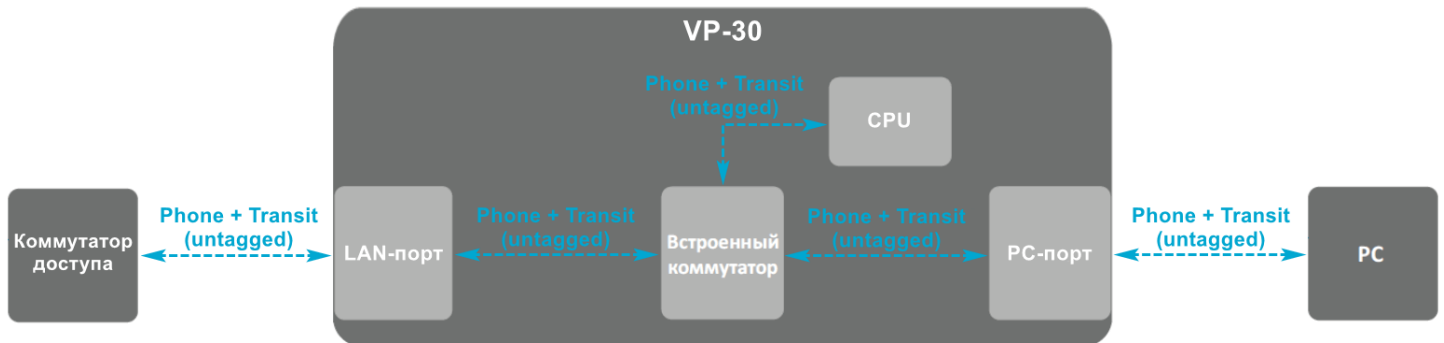 VP-30
Phone + Transit
(untagged)
CPU
Phone + Transit
(untagged)
Phone + Transit
(untagged)
Phone + Transit
(untagged)
Phone + Transit
(untagged)
Коммутатор
доступа
LAN-порт
Встроенный
коммутатор
PC-порт
PC